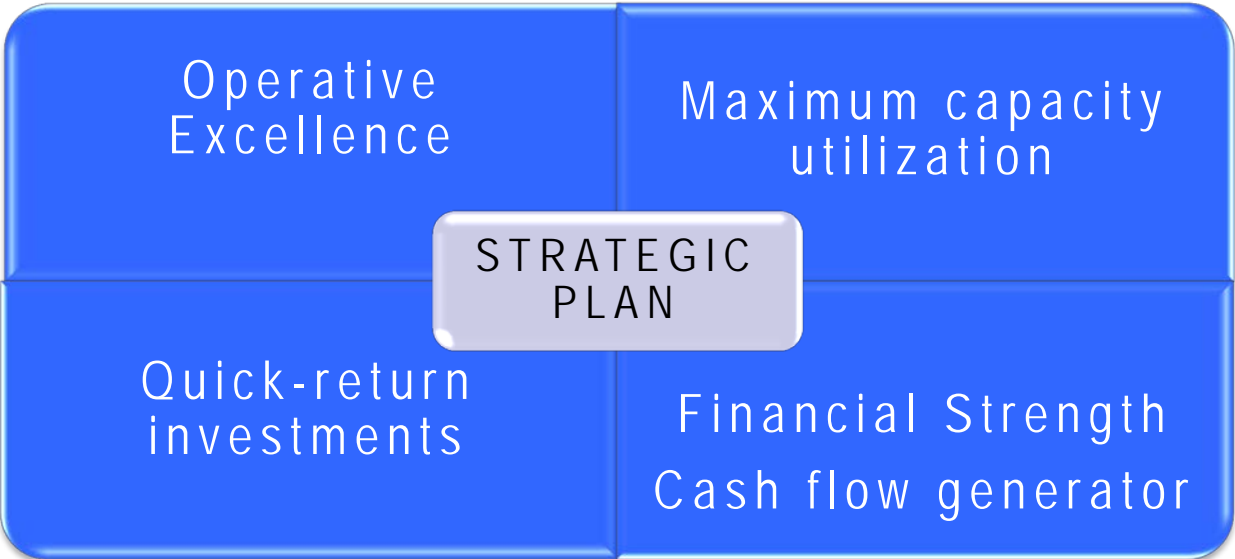 Operative
Excellence
Maximum capacity
utilization
STRATEGIC
PLAN
Quick-return
investments
Financial Strength
Cash flow generator